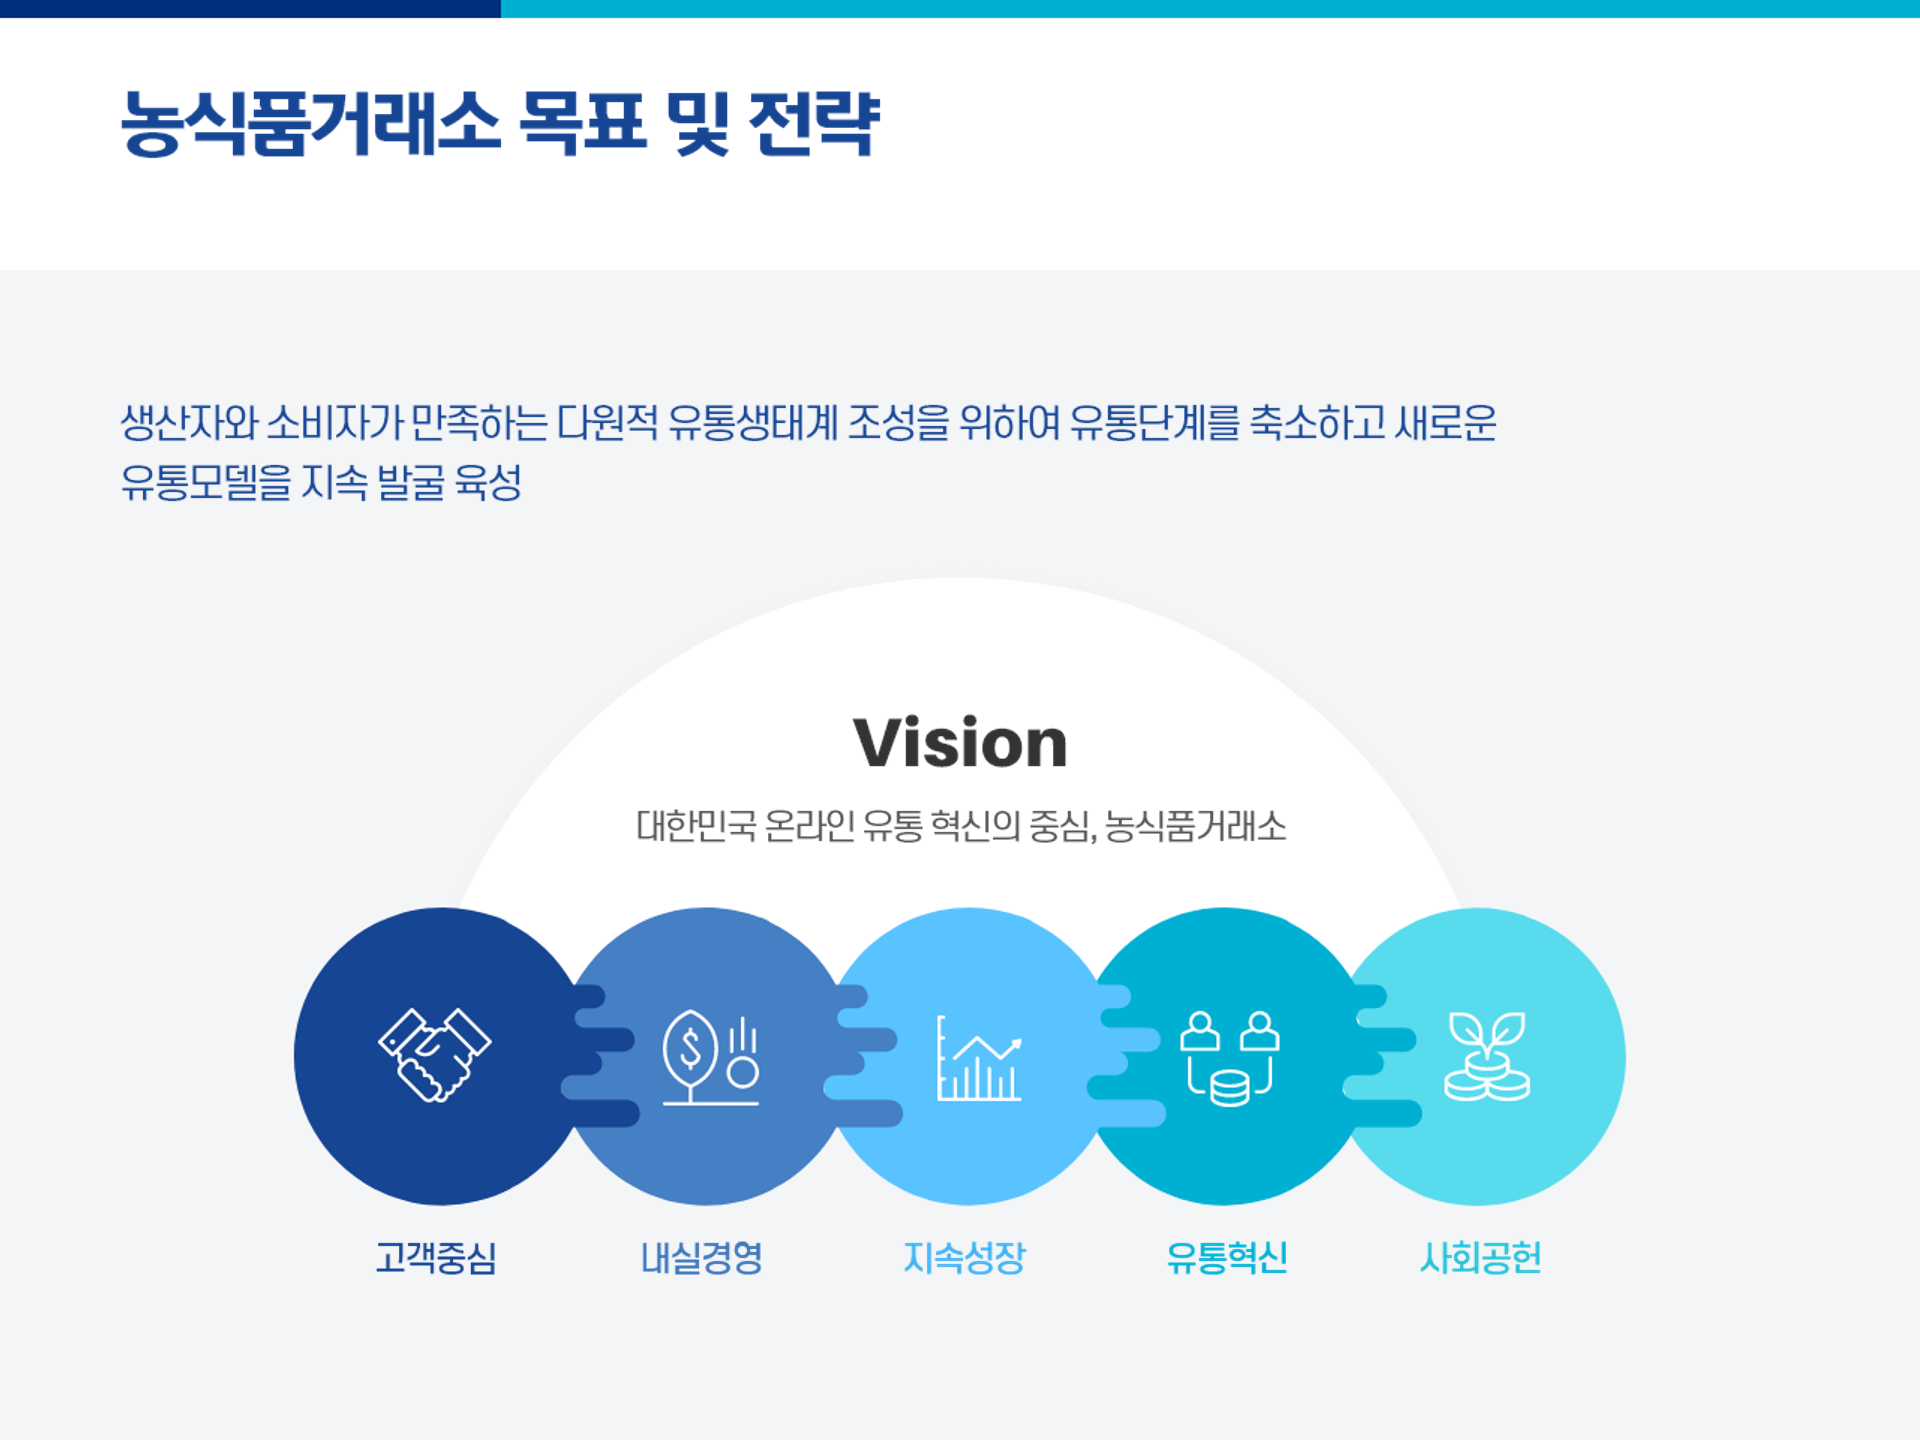 농식품거래소 목표 및 전략
생산자와 소비자가 만족하는 다원적 유통생태계 조성을 위하여 유통단계를 축소하고 새로운
유통모델을 지속 발굴 육성
Vision
대한민국 온라인 유통 혁신의 중심, 농식품거래소
고객중심 내실경영 지속성장 유통혁신 사회공헌